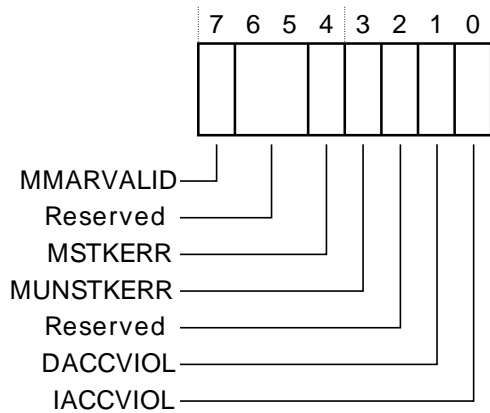 7 6 5 4 3 2 1 0
MMARVALID
Reserved
MSTKERR
MUNSTKERR
Reserved
DACCVIOL
IACCVIOL